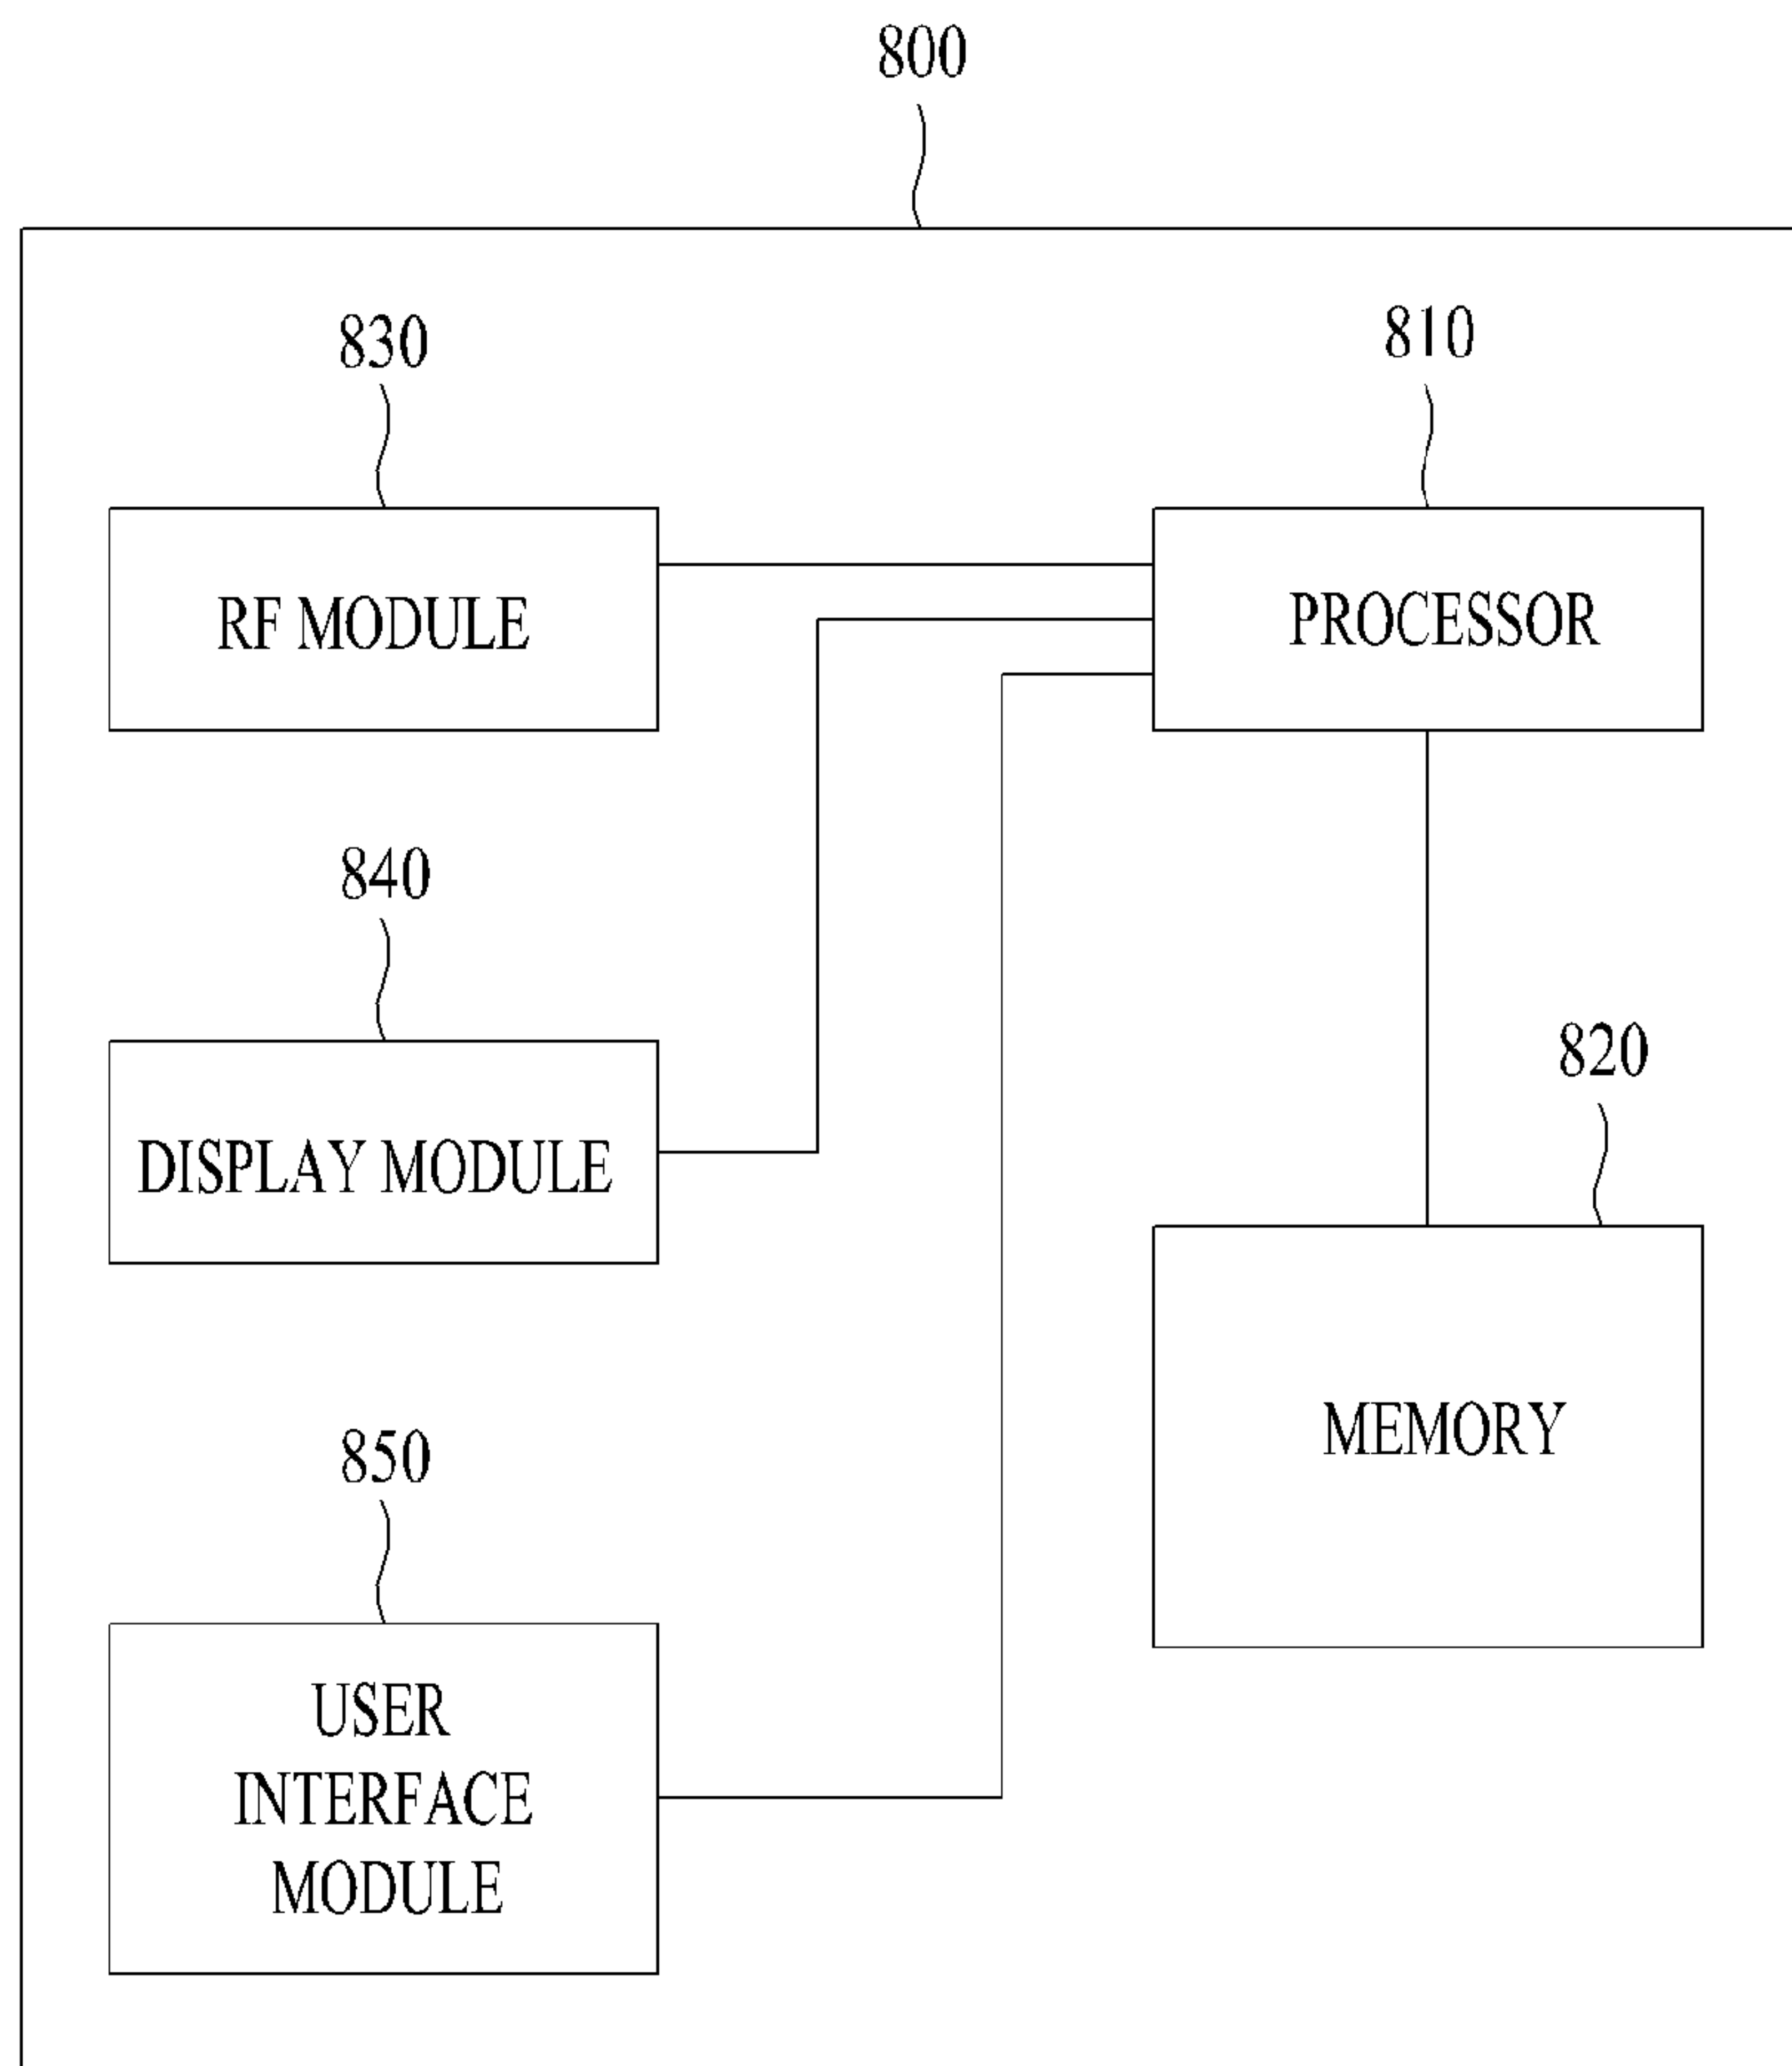 800
830
810
RF MODULE
PROCESSOR
840
820
DISPLAY MODULE
MEMORY
850
USER
INTERFACE
MODULE